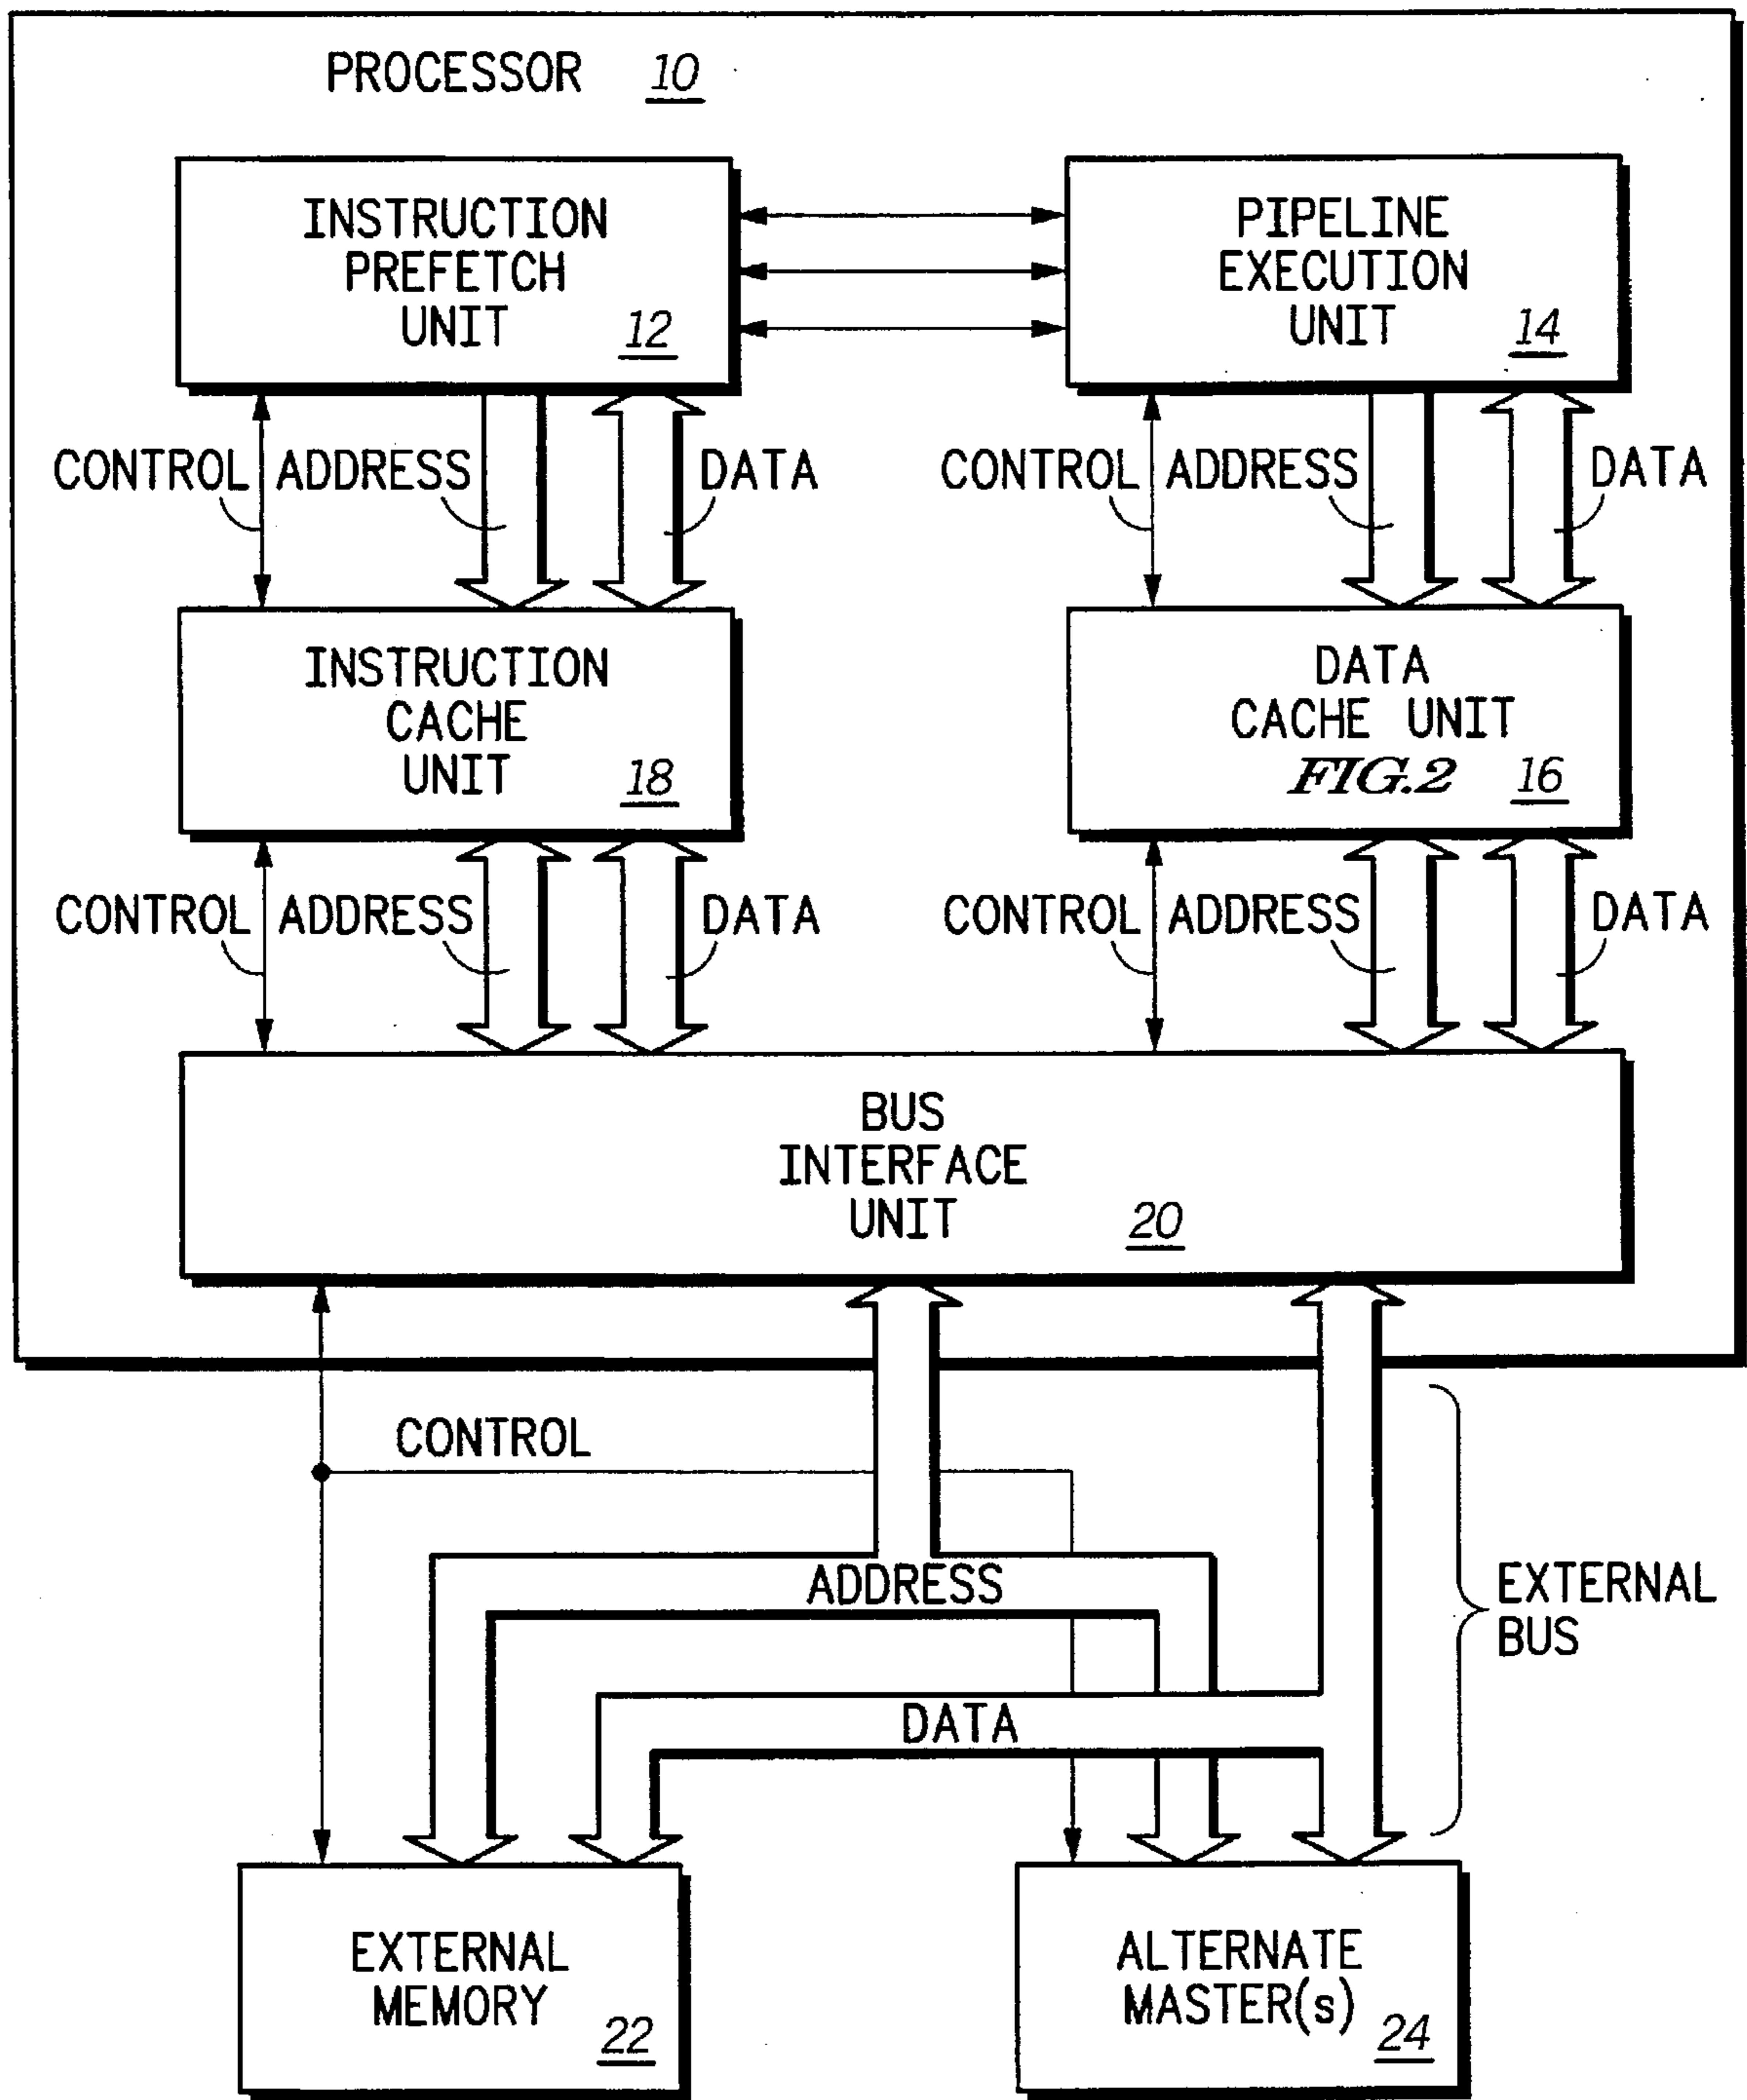 PROCESSOR 10
INSTRUCTION
PREFETCH
UNIT 12
PIPELINE
EXECUTION
UNIT 14
CONTROL ADDRESS DATA
CONTROL ADDRESS DATA
INSTRUCTION
CACHE
UNIT 18
DATA
CACHE UNIT
FIG.2 16
CONTROL ADDRESS DATA
CONTROL ADDRESS DATA
BUS
INTERFACE
UNIT 20
CONTROL
ADDRESS
EXTERNAL
BUS
DATA
EXTERNAL
MEMORY 22
ALTERNATE
MASTER(s) 24